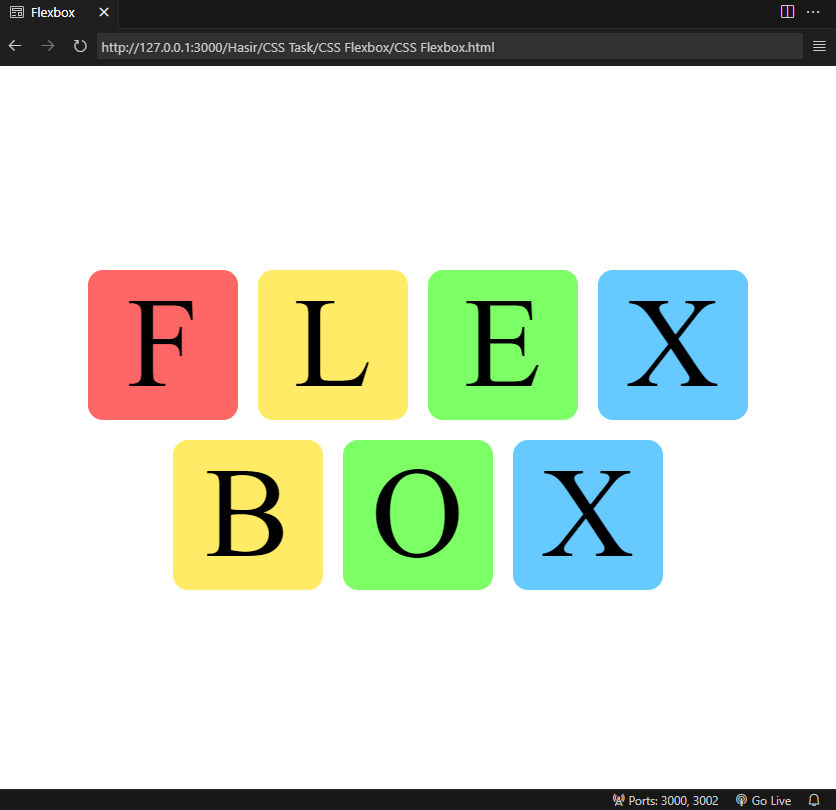 Flexbox
http://127.0.0.1:3000/Hasir/CSS Task/CSS Flexbox/CSS Flexbox.html
F L E X
B O X
Ports: 3000, 3002 Go Live